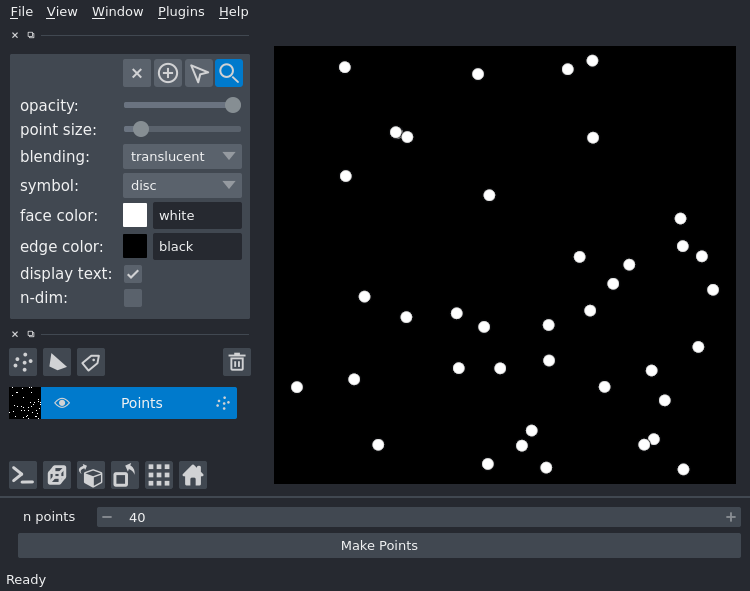 File View Window Plugins Help
opacity:
point size:
blending: translucent
symbol: disc
face color: white
edge color: black
display text:
n-dim:
Points
n points 40
Make Points
Ready